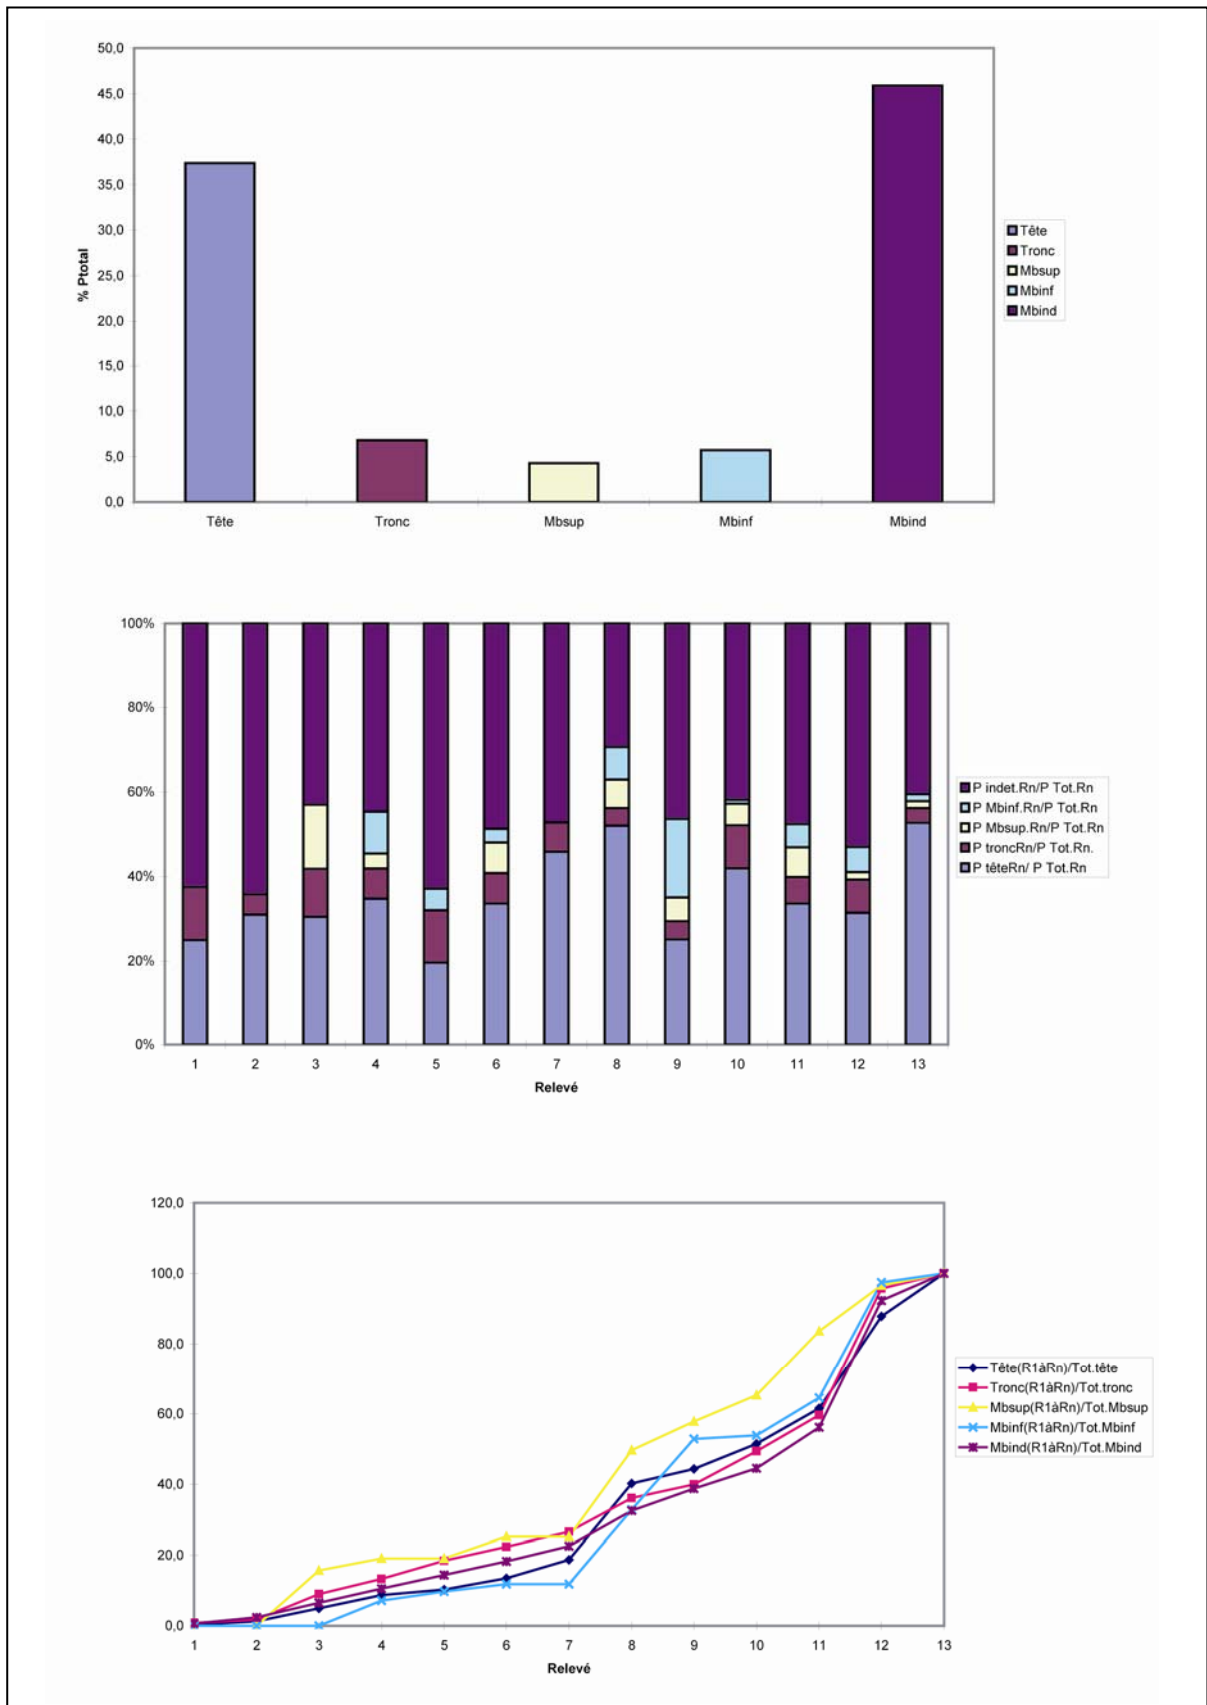 50,0
45,0
40,0
35,0
30,0
25,0
20,0
15,0
10,0
5,0
0,0
% Ptotal
Tête Tronc Mbsup Mbinf Mbind
Tête
Tronc
Mbsup
Mbinf
Mbind
100%
80%
60%
40%
20%
0%
1 2 3 4 5 6 7 8 9 10 11 12 13
Relevé
P indet.Rn/P Tot.Rn
P Mbinf.Rn/P Tot.Rn
P Mbsup.Rn/P Tot.Rn
P troncRn/P Tot.Rn.
P têteRn/ P Tot.Rn
120,0
100,0
80,0
60,0
40,0
20,0
0,0
1 2 3 4 5 6 7 8 9 10 11 12 13
Relevé
Tête(R1àRn)/Tot.tête
Tronc(R1àRn)/Tot.tronc
Mbsup(R1àRn)/Tot.Mbsup
Mbinf(R1àRn)/Tot.Mbinf
Mbind(R1àRn)/Tot.Mbind